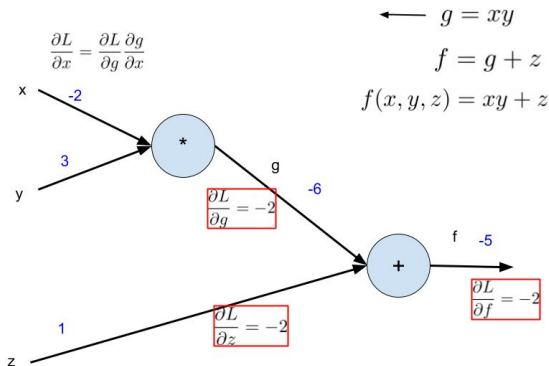 g = xy
∂L/∂x = ∂L/∂g ∂g/∂x
f = g + z
f(x, y, z) = xy + z
x
-2
*
3
y
g
-6
∂L/∂g = −2
f
-5
+
∂L/∂f = −2
1
∂L/∂z = −2
z